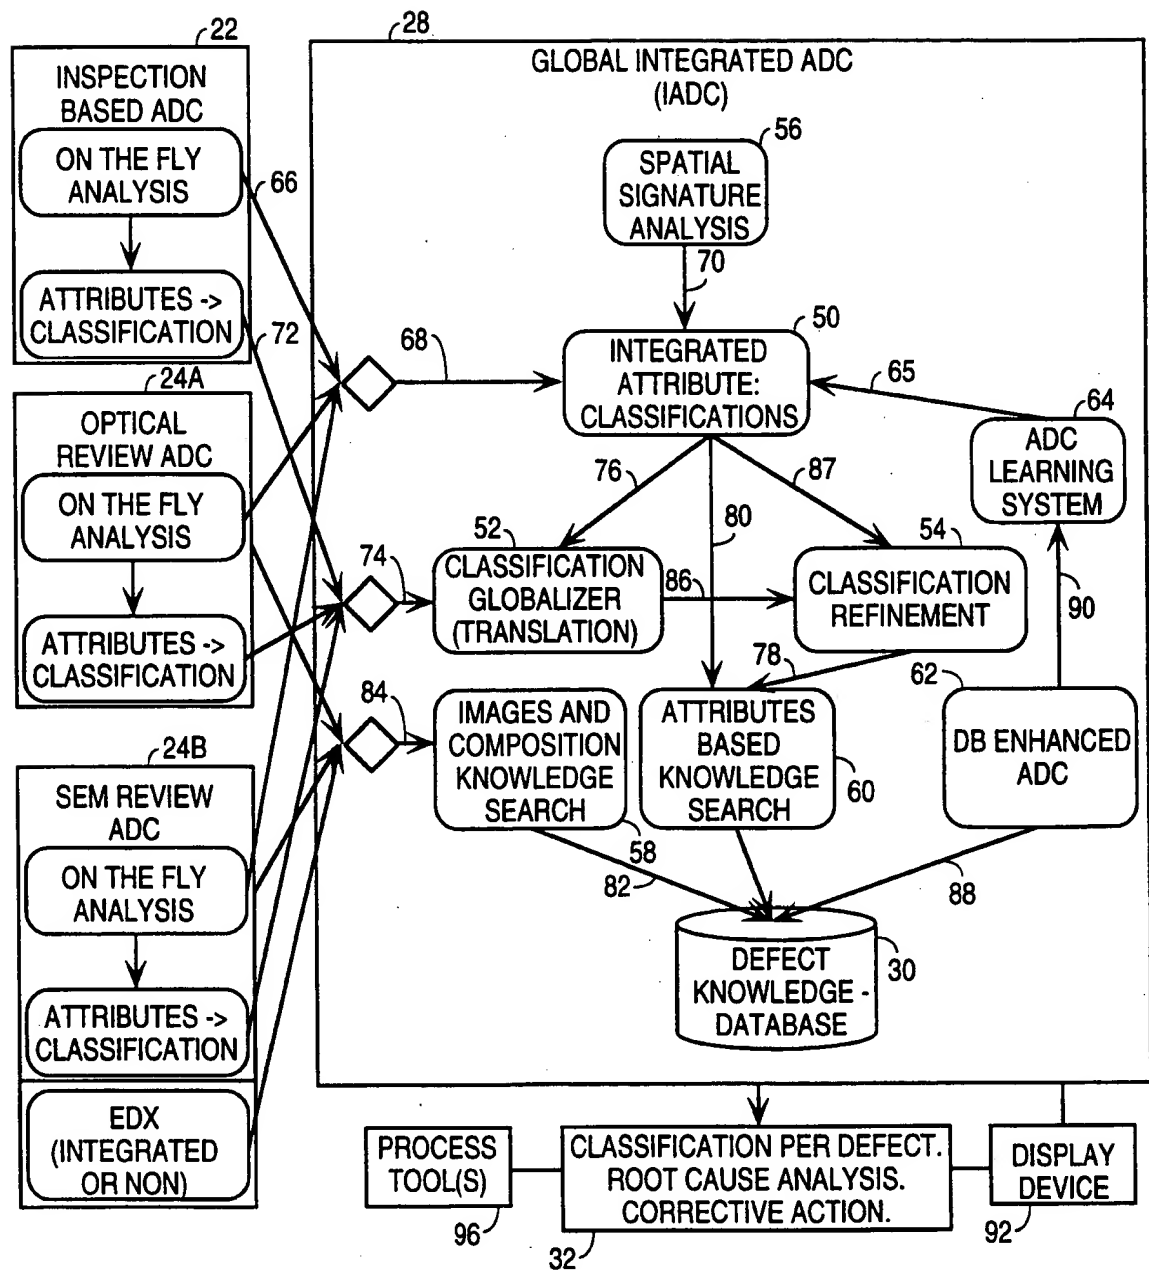 22
INSPECTION
BASED ADC
ON THE FLY
ANALYSIS
ATTRIBUTES ->
CLASSIFICATION
66
72
24A
OPTICAL
REVIEW ADC
ON THE FLY
ANALYSIS
ATTRIBUTES ->
CLASSIFICATION
24B
SEM REVIEW
ADC
ON THE FLY
ANALYSIS
ATTRIBUTES ->
CLASSIFICATION
EDX
(INTEGRATED
OR NON)
28
GLOBAL INTEGRATED ADC
(IADC)
56
SPATIAL
SIGNATURE
ANALYSIS
70
50
68
INTEGRATED
ATTRIBUTE:
CLASSIFICATIONS
65
64
ADC
LEARNING
SYSTEM
76
80
87
52
54
74
CLASSIFICATION
GLOBALIZER
(TRANSLATION)
86
CLASSIFICATION
REFINEMENT
90
78
62
84
IMAGES AND
COMPOSITION
KNOWLEDGE
SEARCH
58
ATTRIBUTES
BASED
KNOWLEDGE
SEARCH
60
DB ENHANCED
ADC
82
88
DEFECT
KNOWLEDGE -
DATABASE
30
PROCESS
TOOL(S)
96
CLASSIFICATION PER DEFECT.
ROOT CAUSE ANALYSIS.
CORRECTIVE ACTION.
32
DISPLAY
DEVICE
92